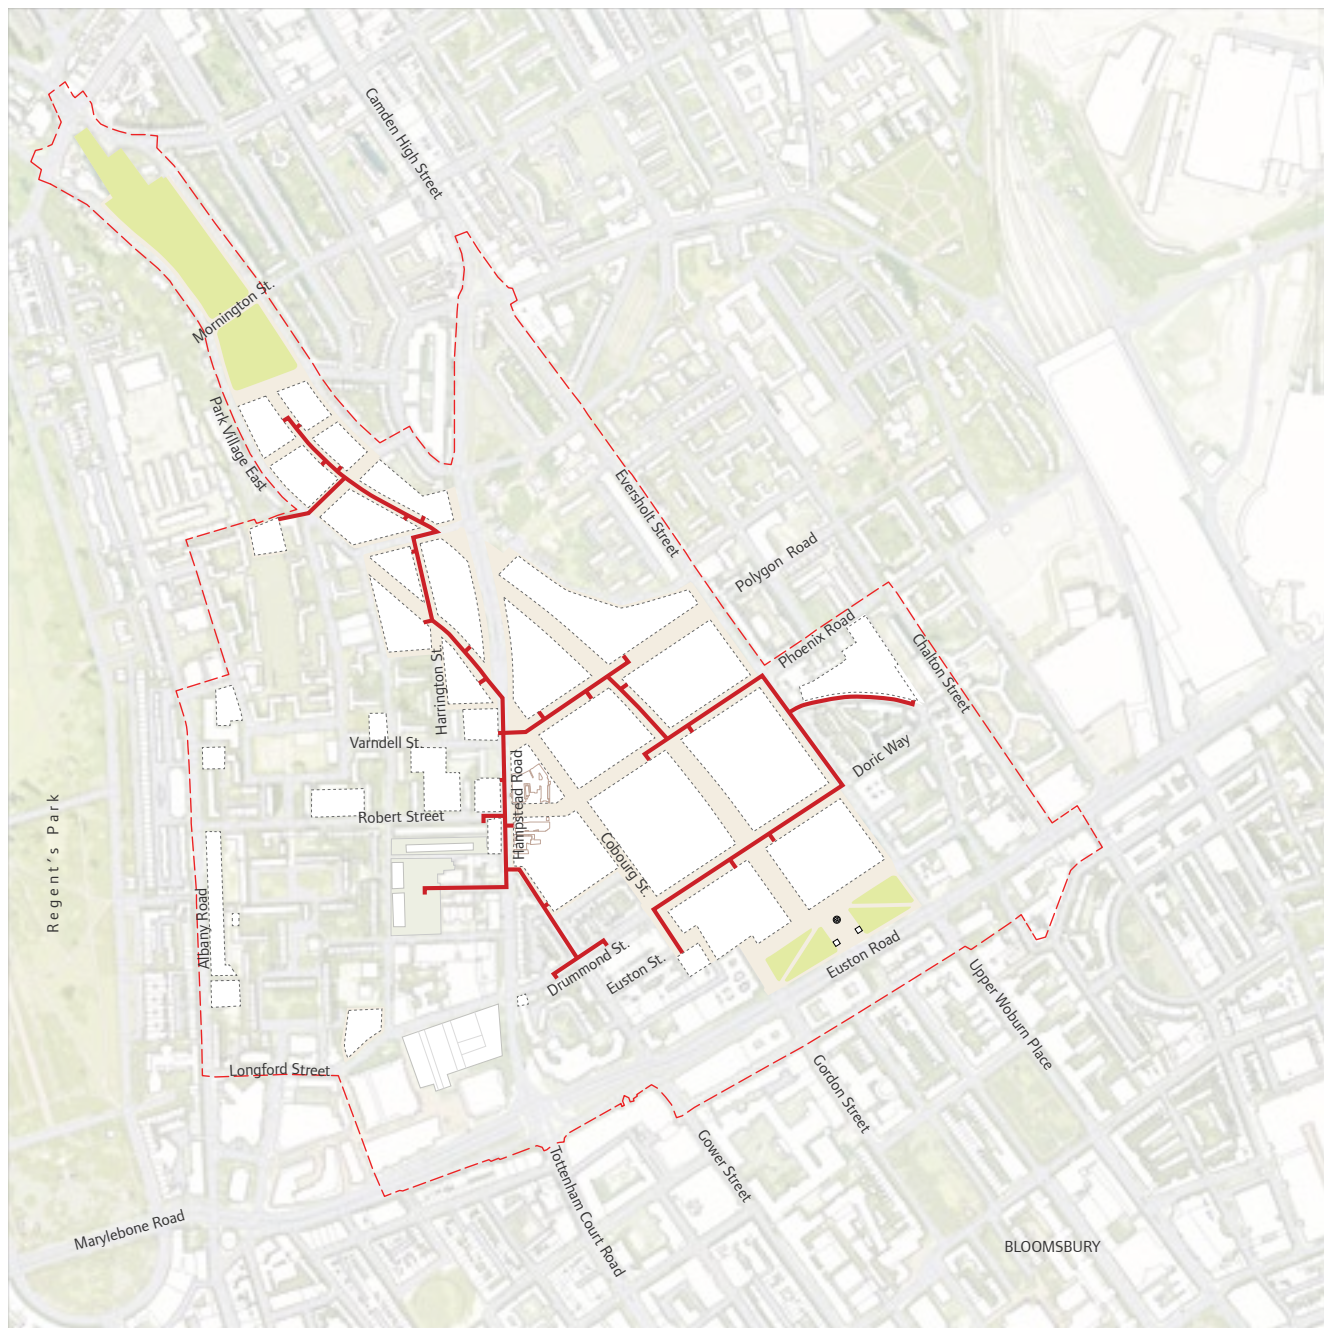 Camden High Street
Mornington St.
Park Village East
Eversholt Street
Polygon Road
Phoenix Road
Chalton Street
Harrington St.
Varndell St.
Doric Way
Hampstead Road
Robert Street
Regent's Park
Cobourg St.
Albany Road
Drummond St.
Euston St.
Euston Road
Upper Woburn Place
Longford Street
Gordon Street
Gower Street
Tottenham Court Road
Marylebone Road
BLOOMSBURY